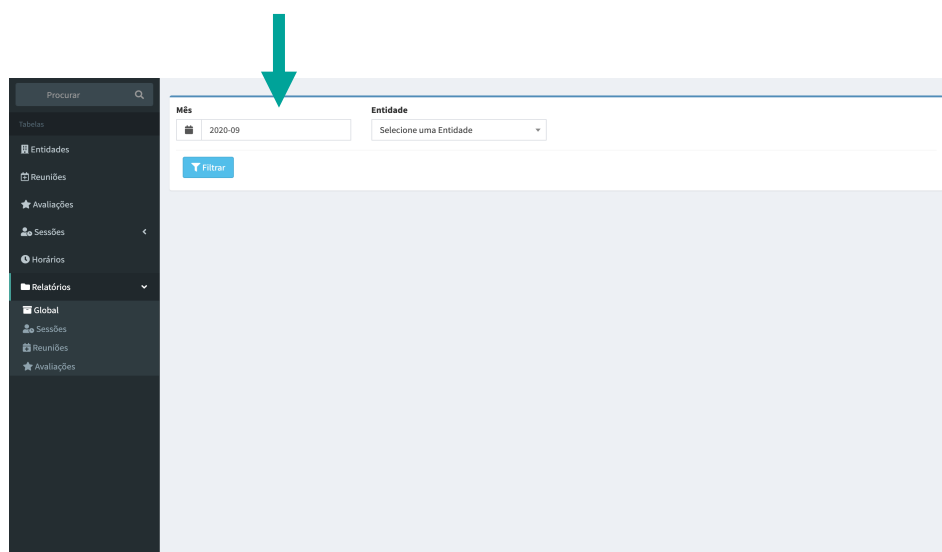 Procurar
Tabelas
Entidades
Reuniões
Avaliações
Sessões
Horários
Relatórios
Global
Sessões
Reuniões
Avaliações
Mês
Entidade
2020-09
Selecione uma Entidade
Filtrar